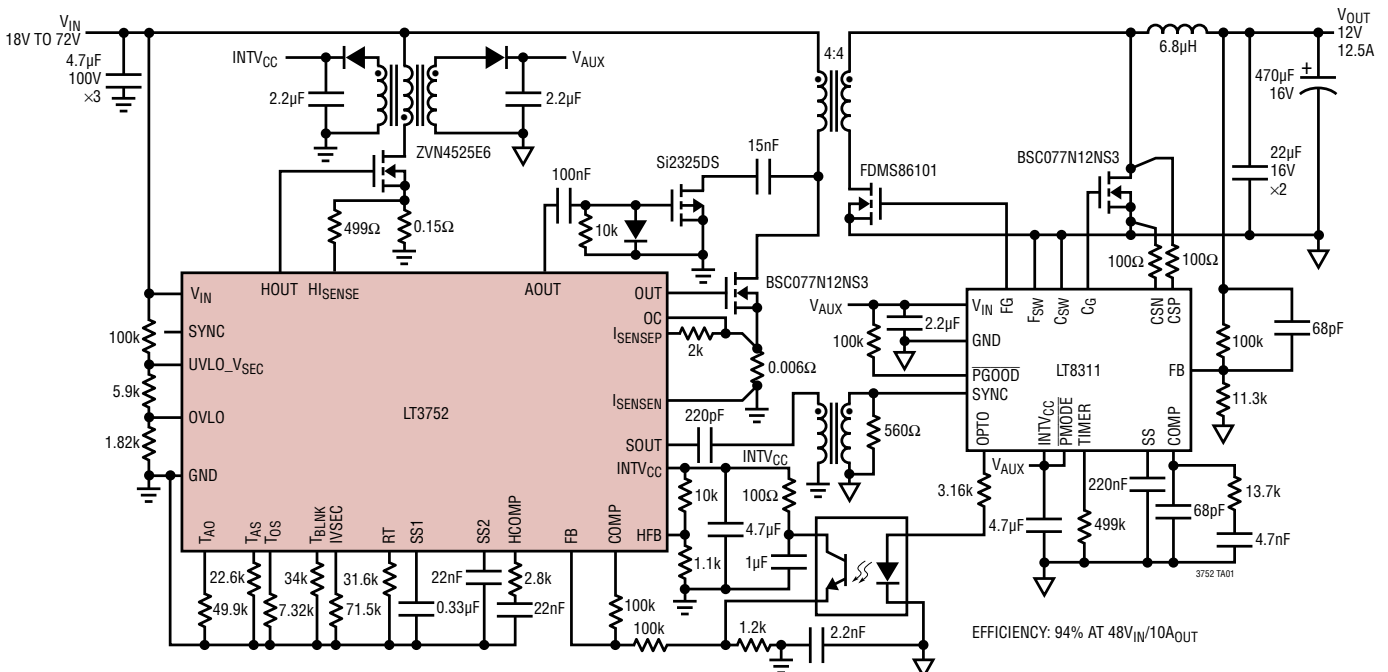 VIN
18V TO 72V
4.7µF
100V
×3
INTVCC
VAUX
2.2µF
2.2µF
ZVN4525E6
499Ω
0.15Ω
100nF
10k
Si2325DS
15nF
4:4
FDMS86101
BSC077N12NS3
6.8µH
VOUT
12V
12.5A
470µF
16V
+
22µF
16V
×2
100Ω
100Ω
BSC077N12NS3
VIN
HOUT
HISENSE
AOUT
OUT
SYNC
OC
ISENSEP
2k
0.006Ω
100k
UVLO_VSEC
5.9k
OVLO
1.82k
GND
LT3752
ISENSEN
SOUT
220pF
INTVCC
INTVCC
HFB
TAO
TAS
TOS
TBLNK
IVSEC
RT
SS1
SS2
HCOMP
FB
COMP
10k
1.1k
4.7µF
100Ω
1µF
22.6k
49.9k
7.32k
34k
71.5k
31.6k
0.33µF
22nF
2.8k
22nF
100k
100k
1.2k
2.2nF
VAUX
100k
2.2µF
VIN
FG
FSW
CSW
CG
CSN
CSP
GND
PGOOD
SYNC
LT8311
FB
560Ω
OPTO
INTVCC
PMODE
TIMER
SS
COMP
100k
68pF
11.3k
VAUX
3.16k
4.7µF
499k
220nF
68pF
13.7k
4.7nF
3752 TA01
EFFICIENCY: 94% AT 48VIN/10AOUT